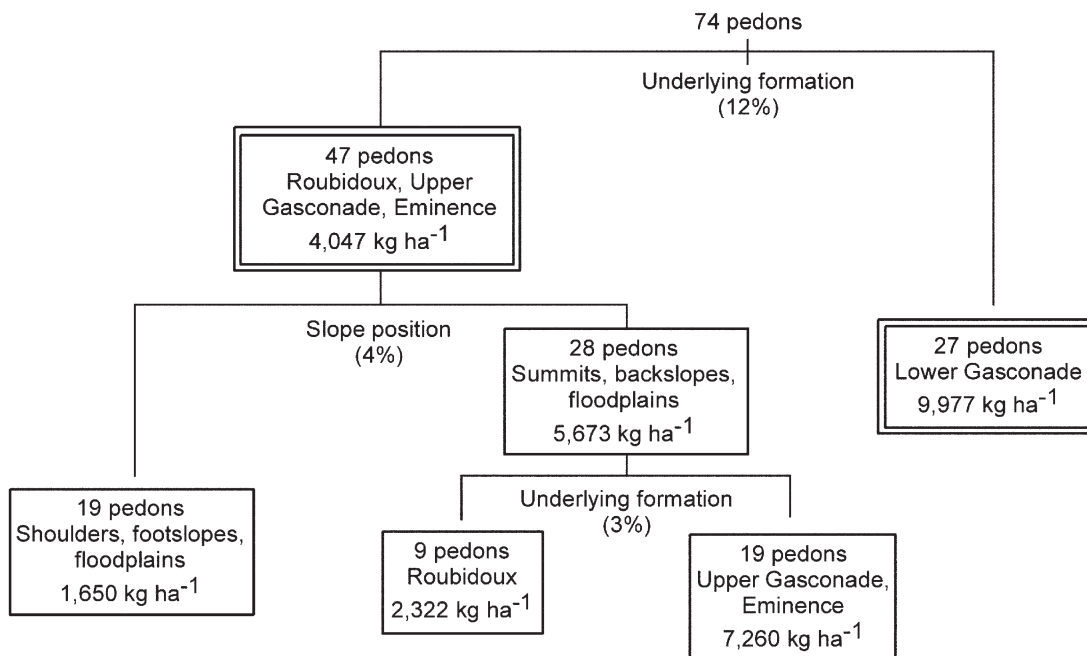 74 pedons
Underlying formation
(12%)
47 pedons
Roubidoux, Upper
Gasconade, Eminence
4,047 kg ha⁻¹
Slope position
(4%)
28 pedons
Summits, backslopes,
floodplains
5,673 kg ha⁻¹
27 pedons
Lower Gasconade
9,977 kg ha⁻¹
19 pedons
Shoulders, footslopes,
floodplains
1,650 kg ha⁻¹
Underlying formation
(3%)
9 pedons
Roubidoux
2,322 kg ha⁻¹
19 pedons
Upper Gasconade,
Eminence
7,260 kg ha⁻¹